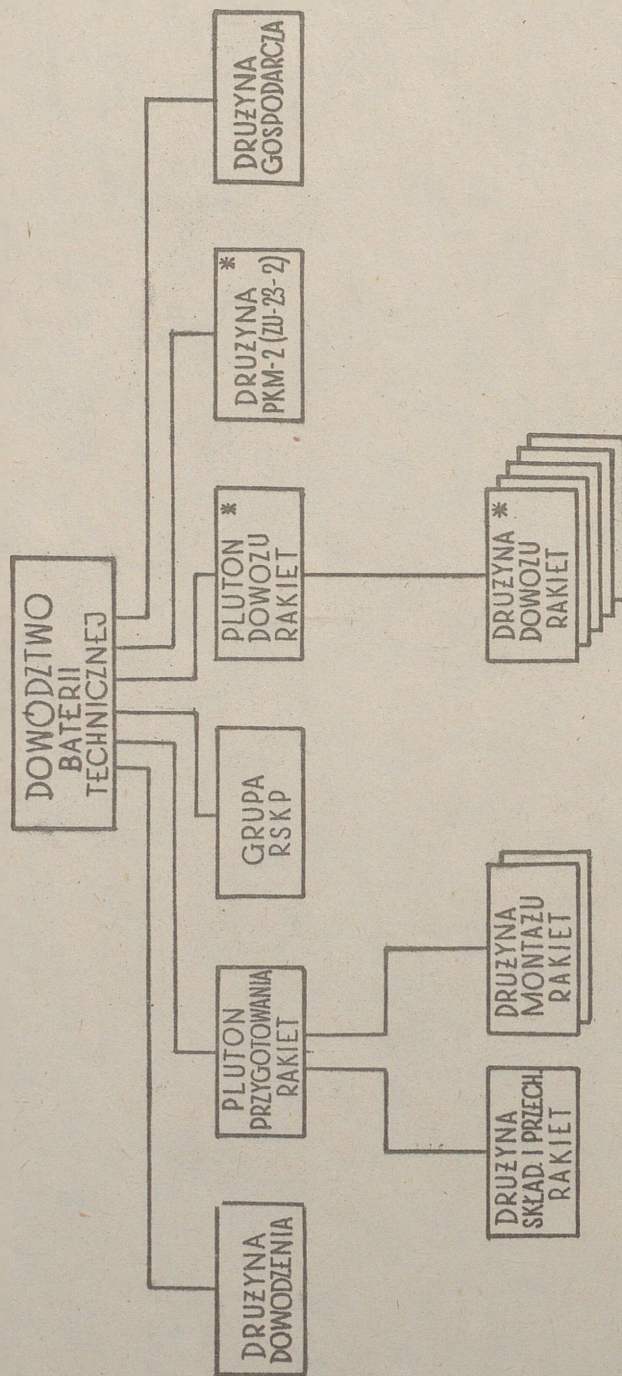 DOWÓDZTWO
BATERII
TECHNICZNEJ
DRUŻYNA
DOWODZENIA
PLUTON
PRZYGOTOWANIA
RAKIET
GRUPA
RSKP
PLUTON *
DOWOZU
RAKIET
DRUŻYNA *
PKM-2 (ZU-23-2)
DRUŻYNA
GOSPODARCZA
DRUŻYNA
SKŁAD. I PRZECH.
RAKIET
DRUŻYNA
MONTAŻU
RAKIET
DRUŻYNA *
DOWOZU
RAKIET